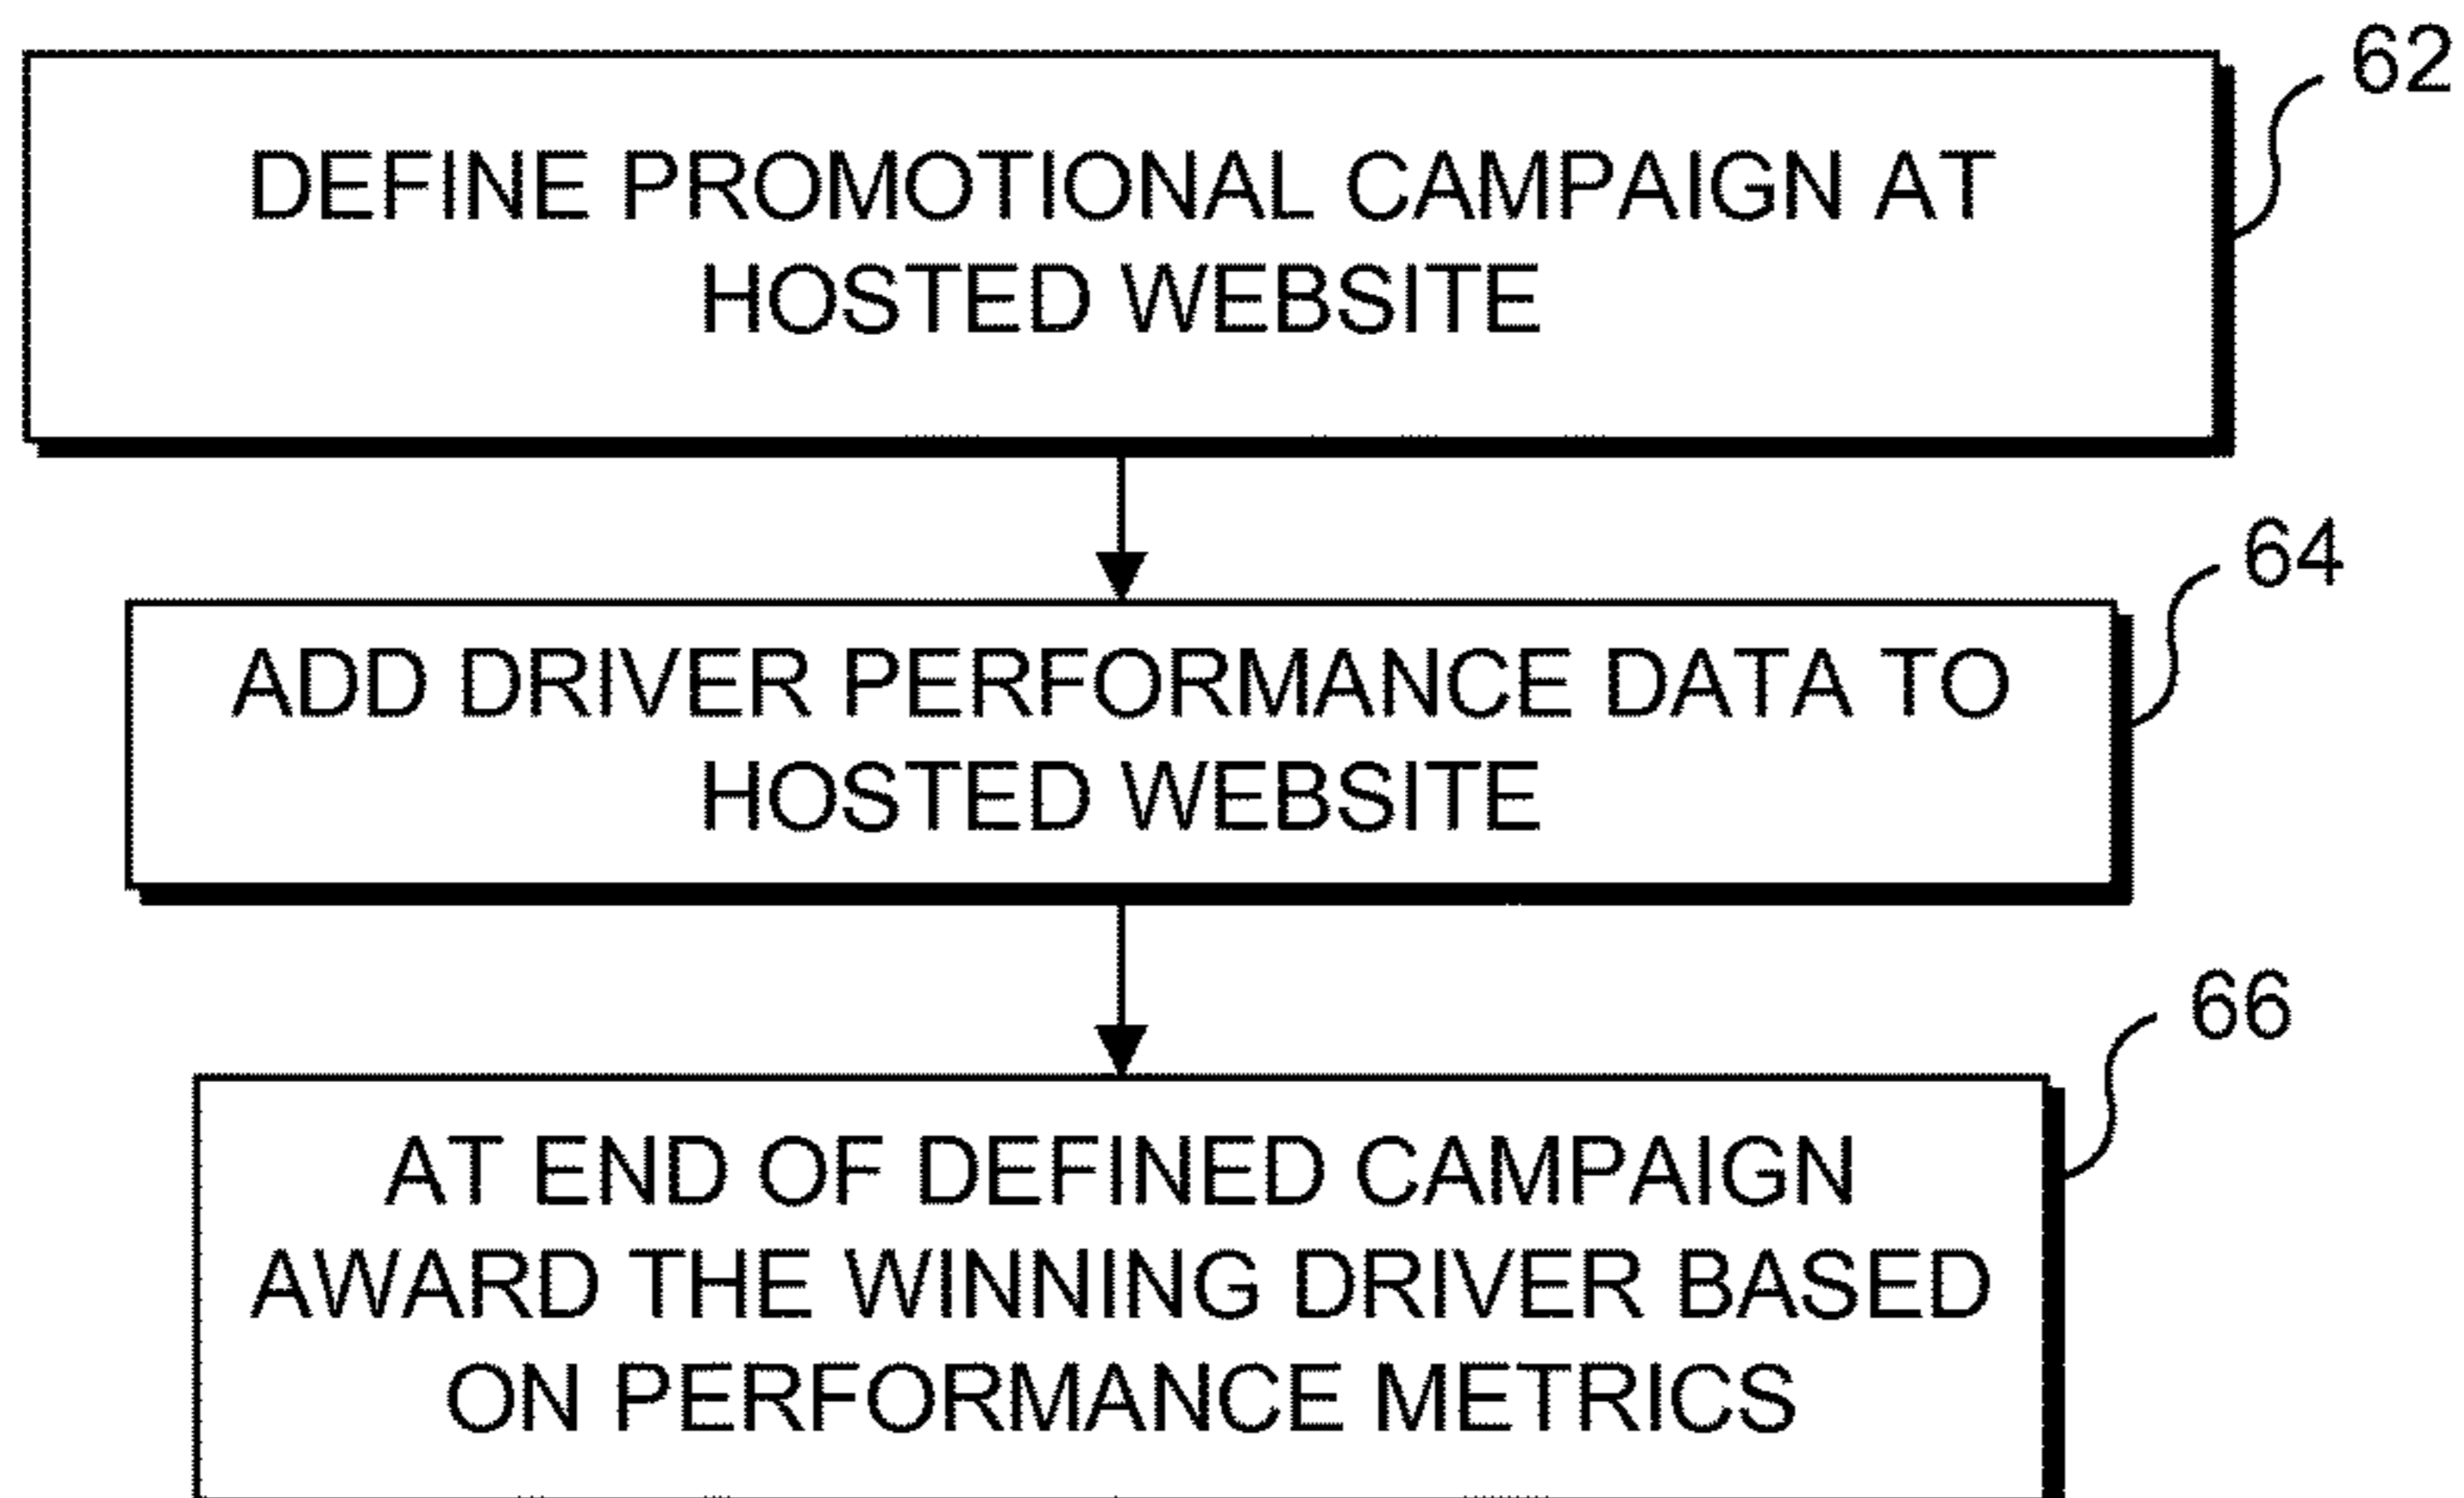 62
DEFINE PROMOTIONAL CAMPAIGN AT
HOSTED WEBSITE
64
ADD DRIVER PERFORMANCE DATA TO
HOSTED WEBSITE
66
AT END OF DEFINED CAMPAIGN
AWARD THE WINNING DRIVER BASED
ON PERFORMANCE METRICS